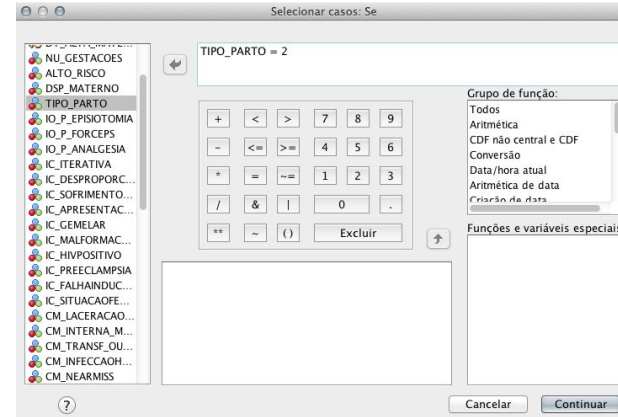 Selecionar casos: Se
NU_GESTACOES
ALTO_RISCO
DSP_MATERNO
TIPO_PARTO
IO_P_EPISIOTOMIA
IO_P_FORCEPS
IO_P_ANALGESIA
IC_ITERATIVA
IC_DESPROPORC...
IC_SOFRIMENTO...
IC_APRESENTAC...
IC_GEMELAR
IC_MALFORMAC...
IC_HIVPOSITIVO
IC_PREECLAMPSIA
IC_FALHAINDUC...
IC_SITUACAOFE...
CM_LACERACAO...
CM_INTERNA_M...
CM_TRANSF_OU...
CM_INFECCAOH...
CM_NEARMISS
TIPO_PARTO = 2
+ < > 7 8 9
- <= >= 4 5 6
* = ~= 1 2 3
/ & | 0 .
** ~ () Excluir
Grupo de função:
Todos
Aritmética
CDF não central e CDF
Conversão
Data/hora atual
Aritmética de data
Criação de data
Funções e variáveis especiais
?
Cancelar
Continuar